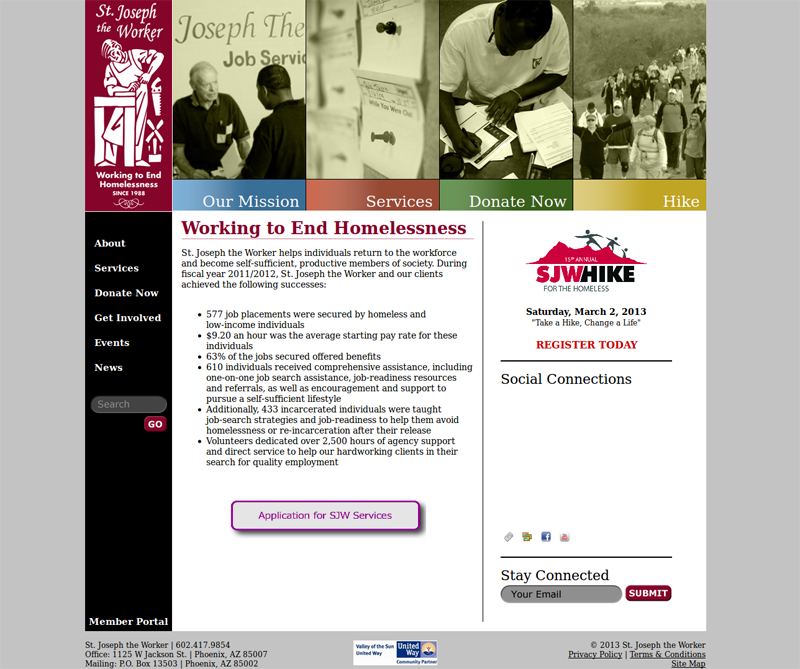 St. Joseph
the Worker
Working to End
Homelessness
SINCE 1988
Joseph The
Job Servic
While You Were Out
Our Mission
Services
Donate Now
Hike
About
Services
Donate Now
Get Involved
Events
News
Search
GO
Member Portal
Working to End Homelessness
St. Joseph the Worker helps individuals return to the workforce
and become self-sufficient, productive members of society. During
fiscal year 2011/2012, St. Joseph the Worker and our clients
achieved the following successes:
• 577 job placements were secured by homeless and
low-income individuals
• $9.20 an hour was the average starting pay rate for these
individuals
• 63% of the jobs secured offered benefits
• 610 individuals received comprehensive assistance, including
one-on-one job search assistance, job-readiness resources
and referrals, as well as encouragement and support to
pursue a self-sufficient lifestyle
• Additionally, 433 incarcerated individuals were taught
job-search strategies and job-readiness to help them avoid
homelessness or re-incarceration after their release
• Volunteers dedicated over 2,500 hours of agency support
and direct service to help our hardworking clients in their
search for quality employment
Application for SJW Services
15TH ANNUAL
SJWHIKE
FOR THE HOMELESS
Saturday, March 2, 2013
"Take a Hike, Change a Life"
REGISTER TODAY
Social Connections
Stay Connected
Your Email
SUBMIT
St. Joseph the Worker | 602.417.9854
Office: 1125 W Jackson St. | Phoenix, AZ 85007
Mailing: P.O. Box 13503 | Phoenix, AZ 85002
Valley of the Sun
United Way
United
Way
Community Partner
© 2013 St. Joseph the Worker
Privacy Policy | Terms & Conditions
Site Map